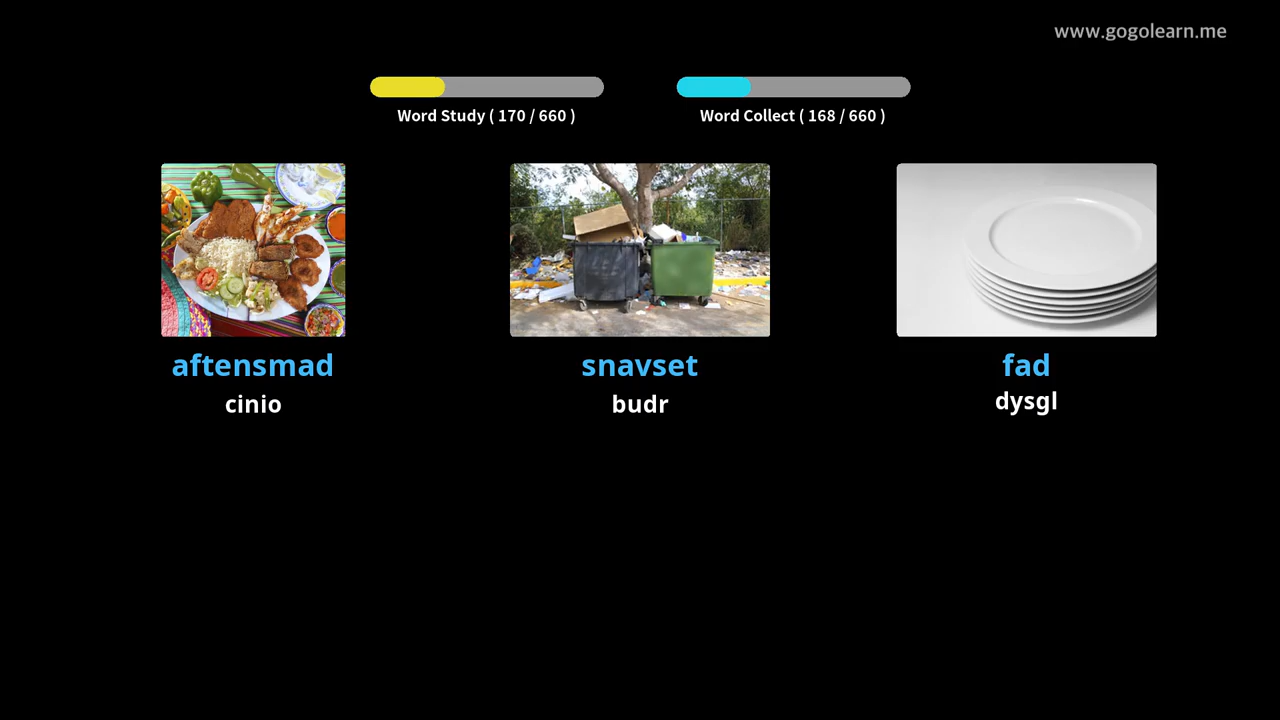 www.gogolearn.me
Word Study ( 170 / 660 )
Word Collect ( 168 / 660 )
aftensmad
cinio
snavset
budr
fad
dysgl